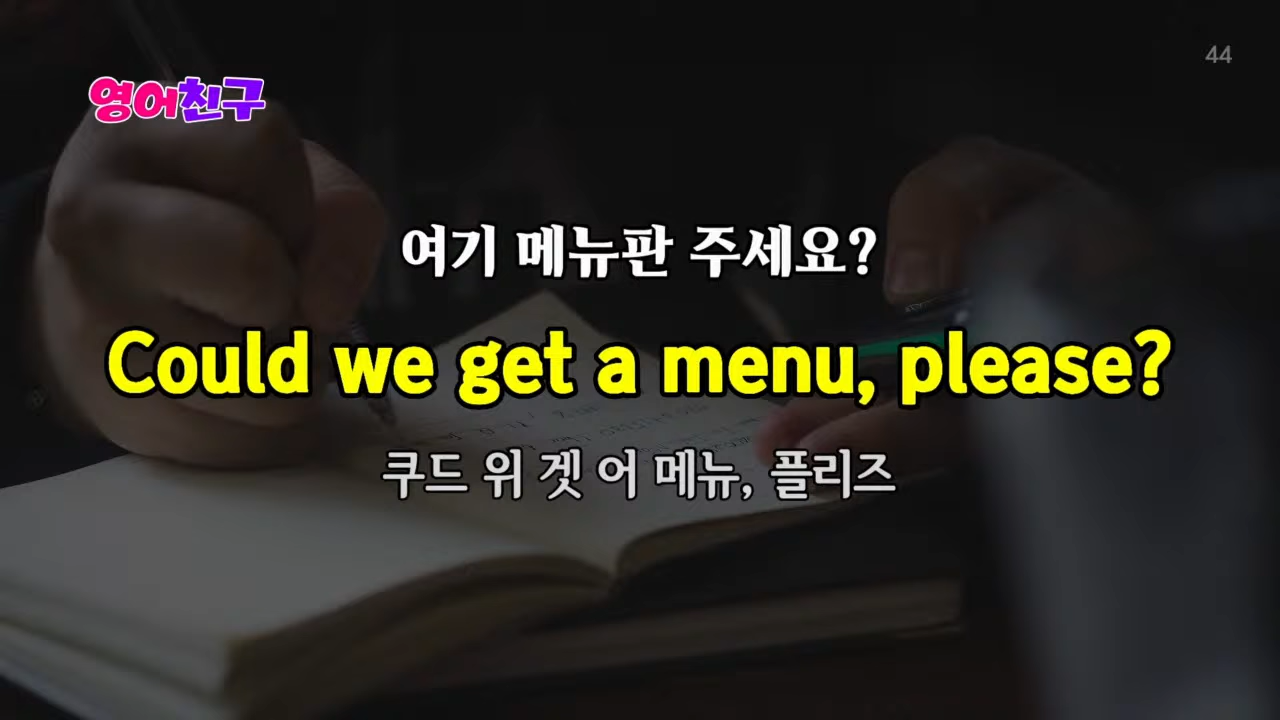 44
영어친구
여기 메뉴판 주세요?
Could we get a menu, please?
쿠드 위 겟 어 메뉴, 플리즈